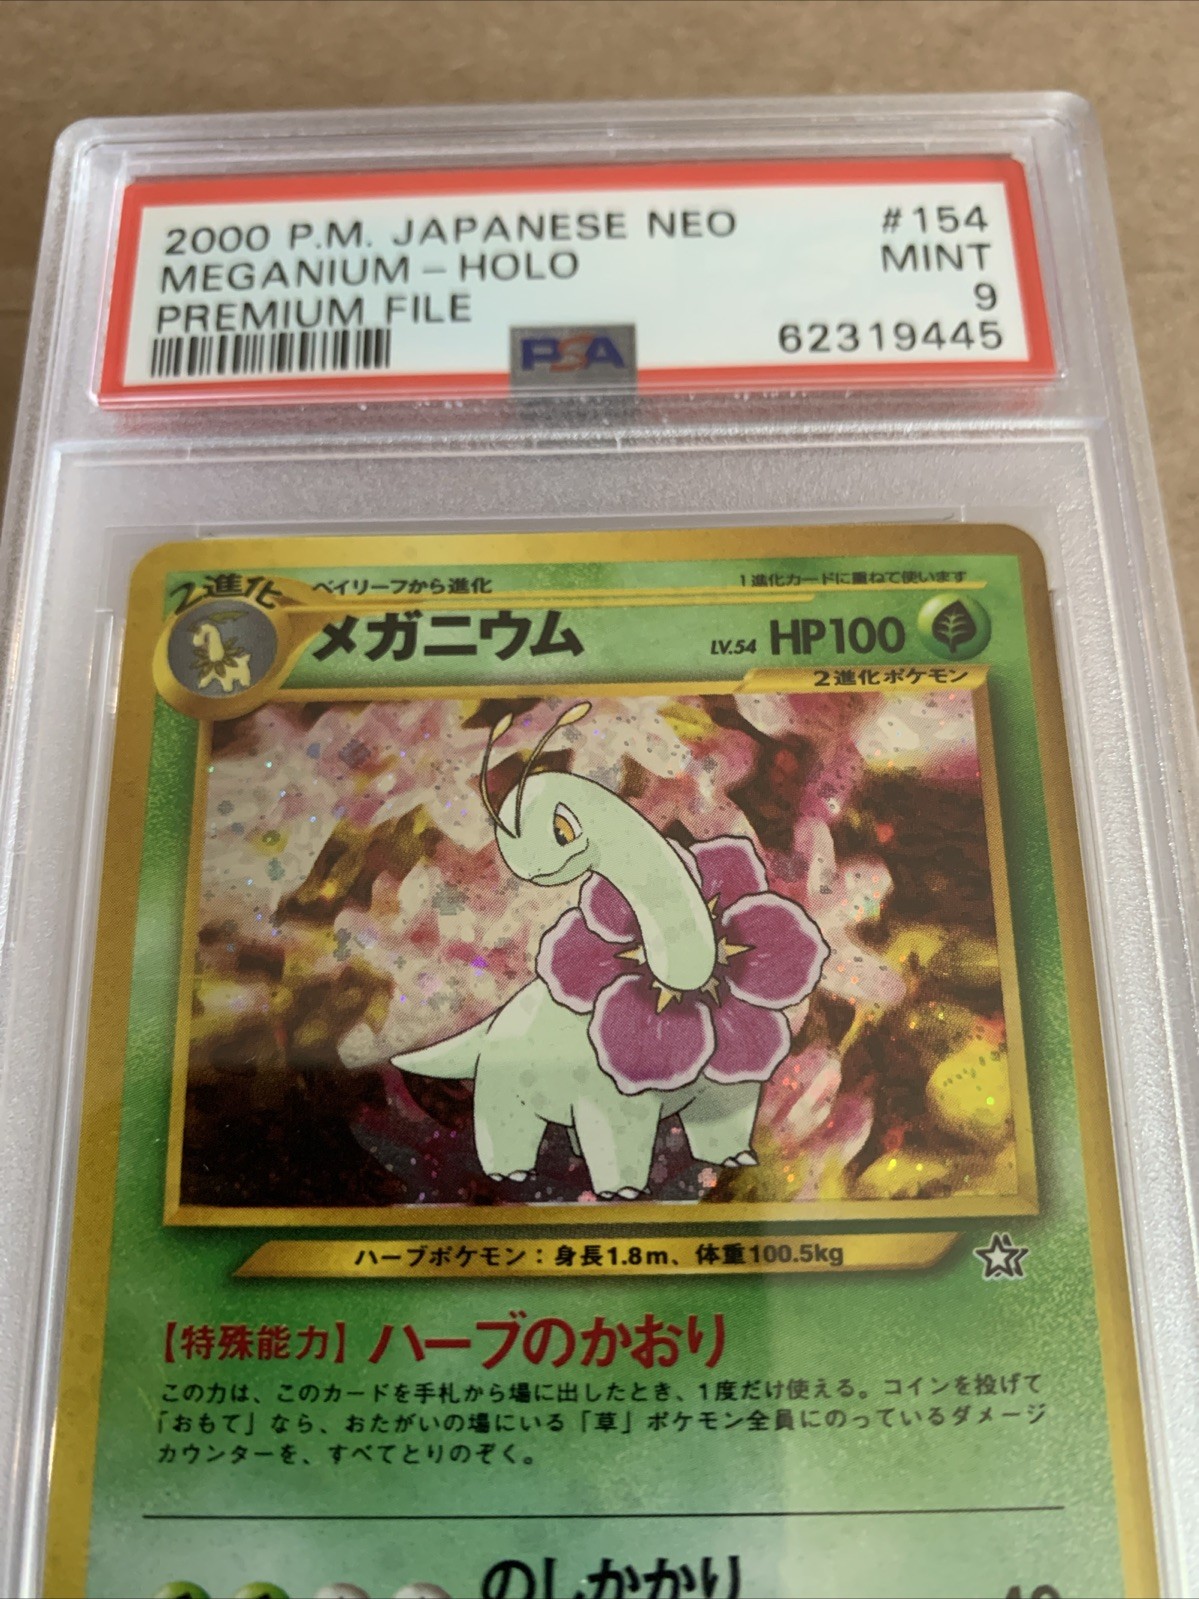 2000 P.M. JAPANESE NEO #154
MEGANIUM - HOLO MINT
PREMIUM FILE 9
PSA 62319445
2進化 ベイリーフから進化 1進化カードに重ねて使います
メガニウム LV.54 HP100
2進化ポケモン
ハーブポケモン：身長1.8m、体重100.5kg
【特殊能力】ハーブのかおり
この力は、このカードを手札から場に出したとき、1度だけ使える。コインを投げて
「おもて」なら、おたがいの場にいる「草」ポケモン全員にのっているダメージ
カウンターを、すべてとりのぞく。
のしかかり